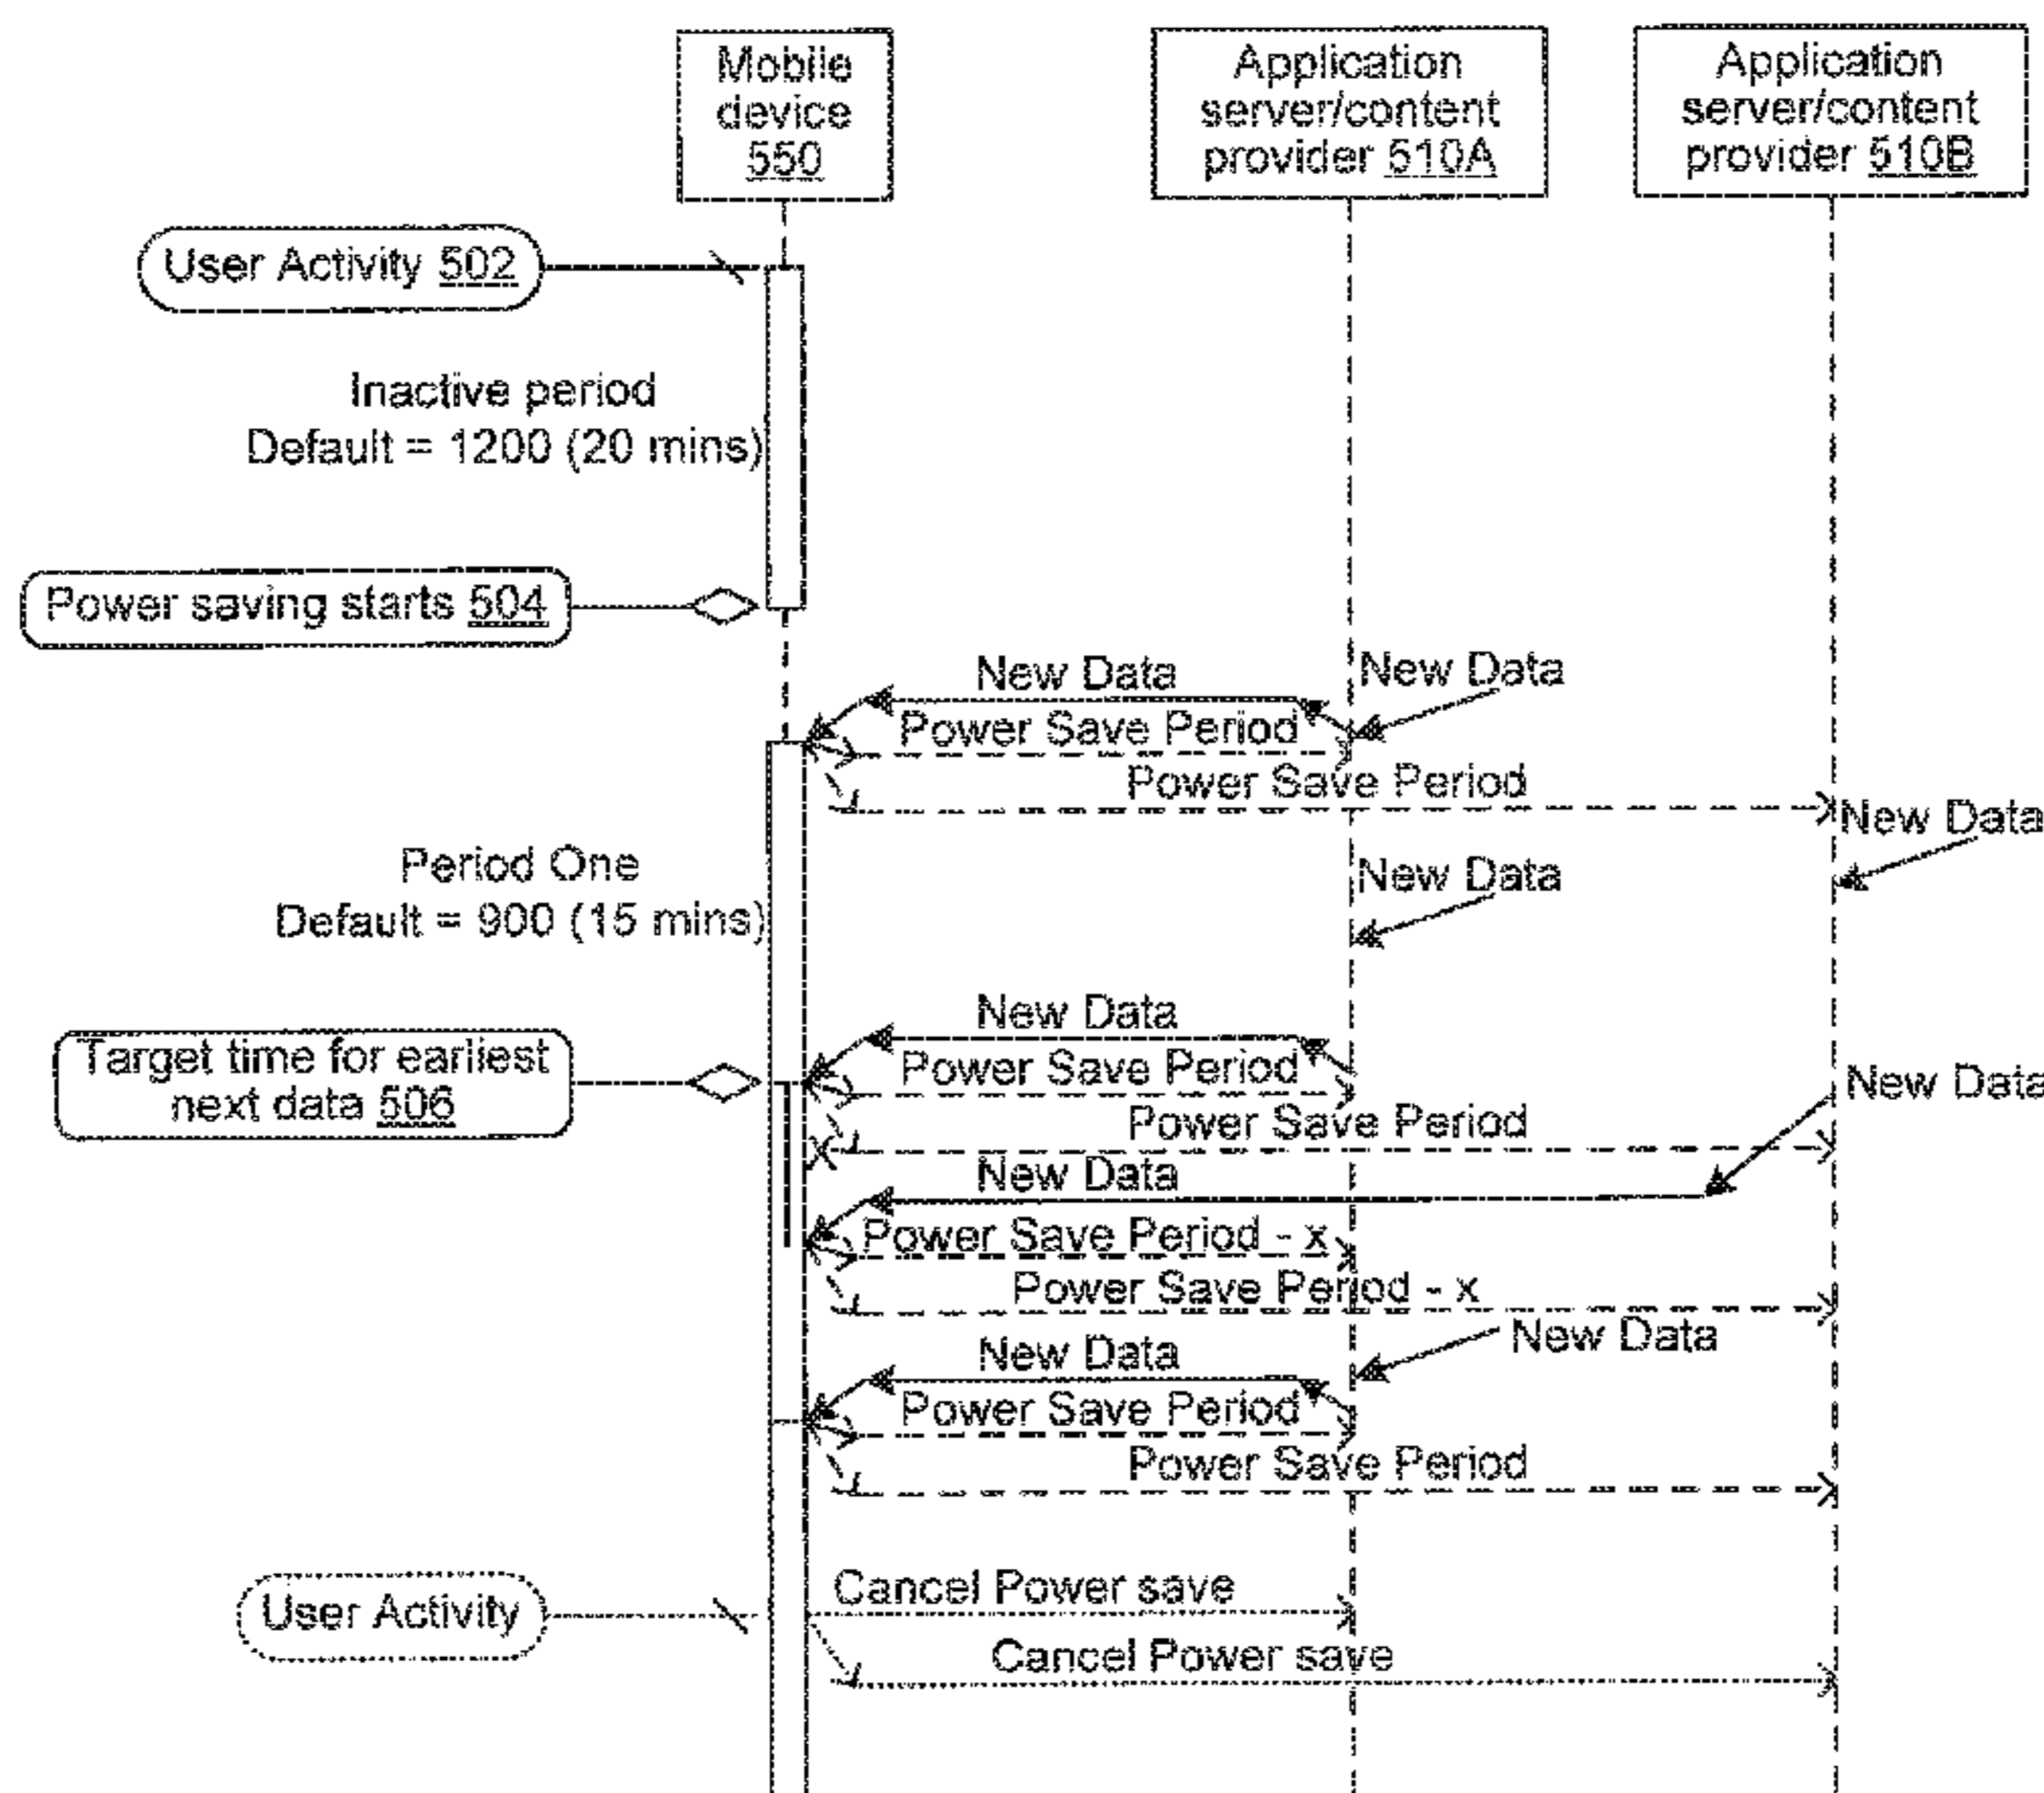 Mobile
device
550
Application
server/content
provider 510A
Application
server/content
provider 510B
User Activity 502
Inactive period
Default = 1200 (20 mins)
Power saving starts 504
New Data
New Data
Power Save Period
Power Save Period
New Data
Period One
Default = 900 (15 mins)
New Data
New Data
Target time for earliest
next data 506
Power Save Period
New Data
Power Save Period
New Data
Power Save Period - x
Power Save Period - x
New Data
New Data
Power Save Period
Power Save Period
User Activity
Cancel Power save
Cancel Power save